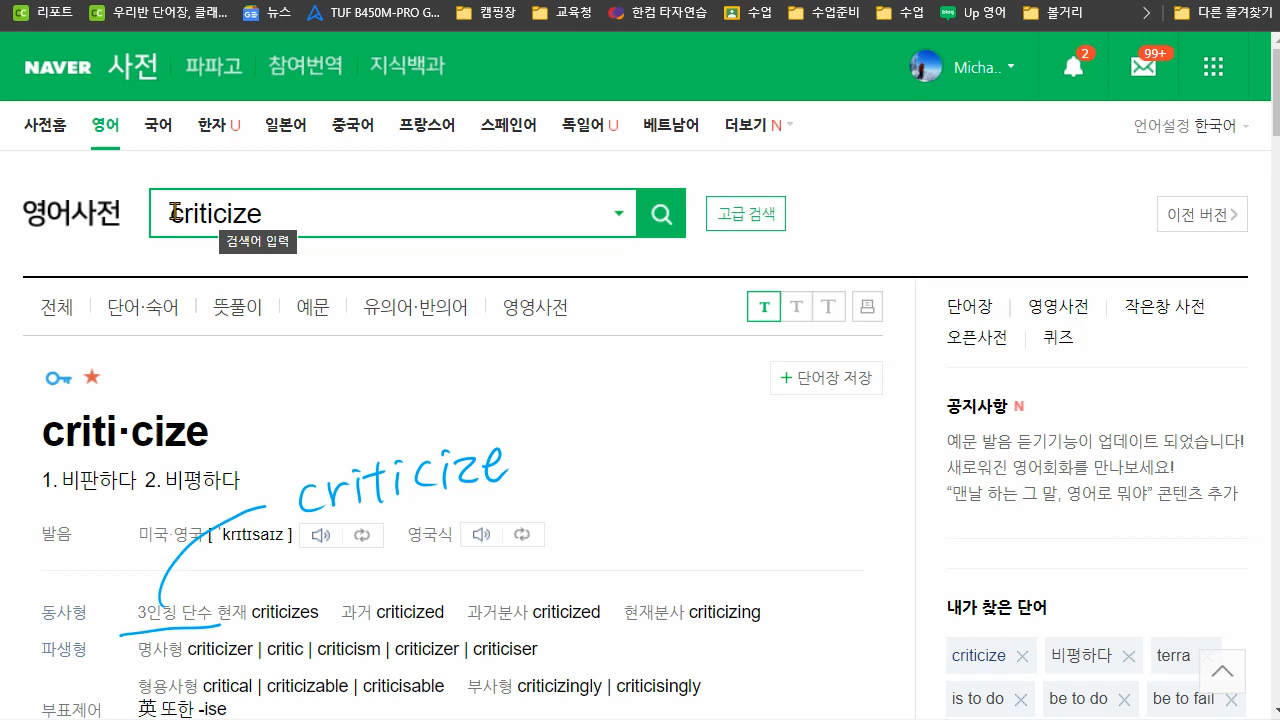 리포트 우리반 단어장, 클래... 뉴스 TUF B450M-PRO G... 캠핑장 교육청 한컴 타자연습 수업 수업준비 수업 Up 영어 볼거리 다른 즐겨찾기
NAVER 사전 파파고 참여번역 지식백과 Micha.. 2 99+
사전홈 영어 국어 한자 U 일본어 중국어 프랑스어 스페인어 독일어 U 베트남어 더보기 N 언어설정 한국어
영어사전 criticize 고급 검색 이전 버전
검색어 입력
전체 단어·숙어 뜻풀이 예문 유의어·반의어 영영사전 T T T
단어장 영영사전 작은창 사전
오픈사전 퀴즈
+ 단어장 저장
criti·cize
1. 비판하다 2. 비평하다
criticize
발음 미국·영국 [ ˈkrɪtɪsaɪz ] 영국식
동사형 3인칭 단수 현재 criticizes 과거 criticized 과거분사 criticized 현재분사 criticizing
파생형 명사형 criticizer | critic | criticism | criticizer | criticiser
형용사형 critical | criticizable | criticisable 부사형 criticizingly | criticisingly
부표제어 英 또한 -ise
공지사항 N
예문 발음 듣기기능이 업데이트 되었습니다!
새로워진 영어회화를 만나보세요!
“맨날 하는 그 말, 영어로 뭐야” 콘텐츠 추가
내가 찾은 단어
criticize 비평하다 terra
is to do be to do be to fail